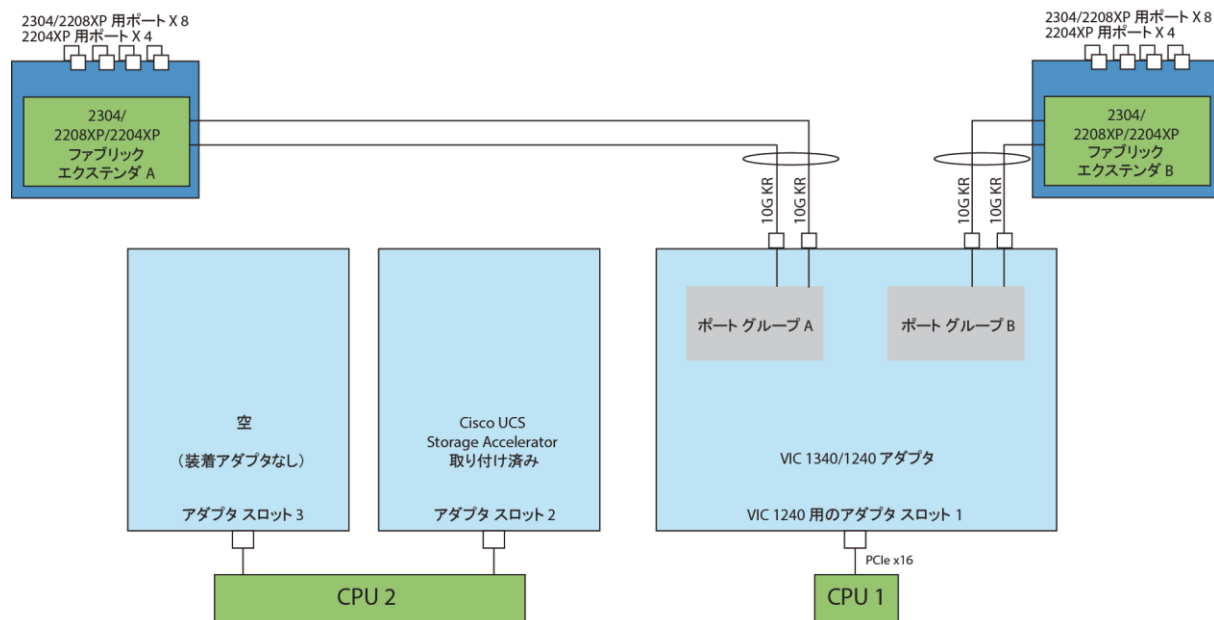 2304/2208XP 用ポート X 8
2204XP 用ポート X 4
2304/2208XP 用ポート X 8
2204XP 用ポート X 4
2304/
2208XP/2204XP
ファブリック
エクステンダ A
2304/
2208XP/2204XP
ファブリック
エクステンダ B
10G KR
10G KR
10G KR
10G KR
ポート グループ A
ポート グループ B
空
(装着アダプタなし)
アダプタ スロット 3
Cisco UCS
Storage Accelerator
取り付け済み
アダプタ スロット 2
VIC 1340/1240 アダプタ
VIC 1240 用のアダプタ スロット 1
PCIe x16
CPU 2
CPU 1